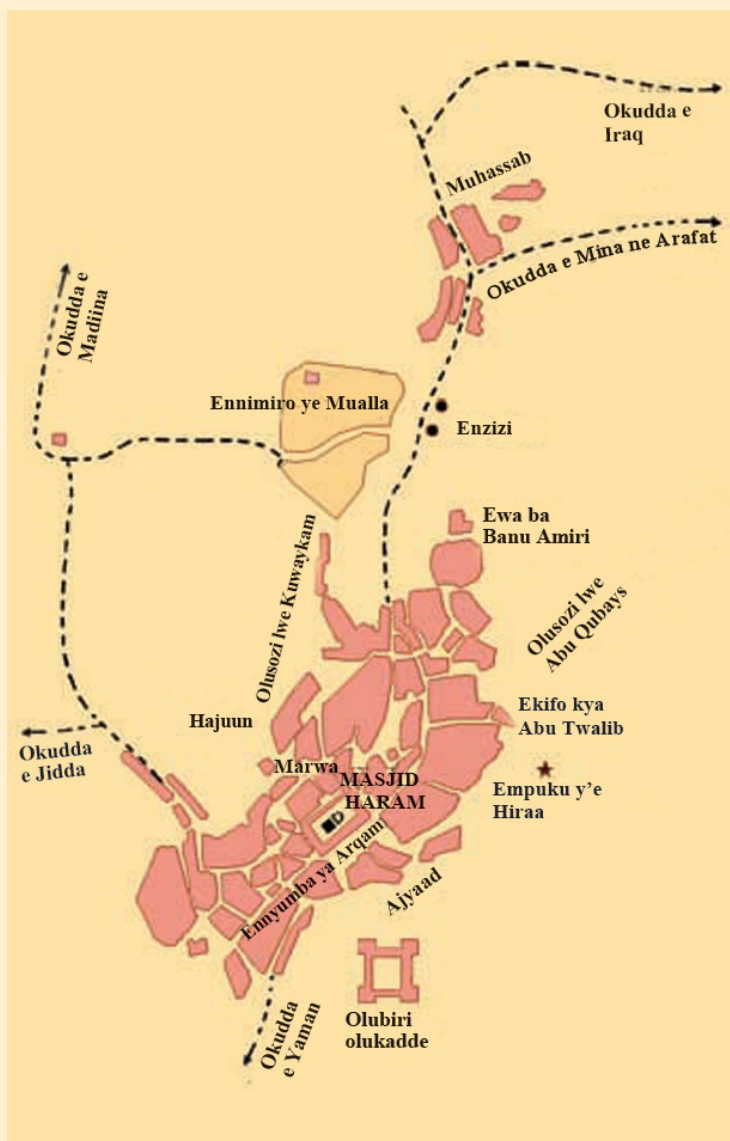 Okudda e
Iraq
Muhassab
Okudda e Mina ne Arafat
Okudda e
Madiina
Ennimiro ye Mualla
Enzizi
Ewa ba
Banu Amiri
Olusozi lwe Kuwaykam
Olusozi lwe
Abu Qubays
Hajuun
Ekifo kya
Abu Twalib
Okudda
e Jidda
Marwa
MASJID
HARAM
Empuku y’e
Hiraa
Ennyumba ya Arqam
Ajyaad
Olubiri
olukadde
Okudda
e Yaman